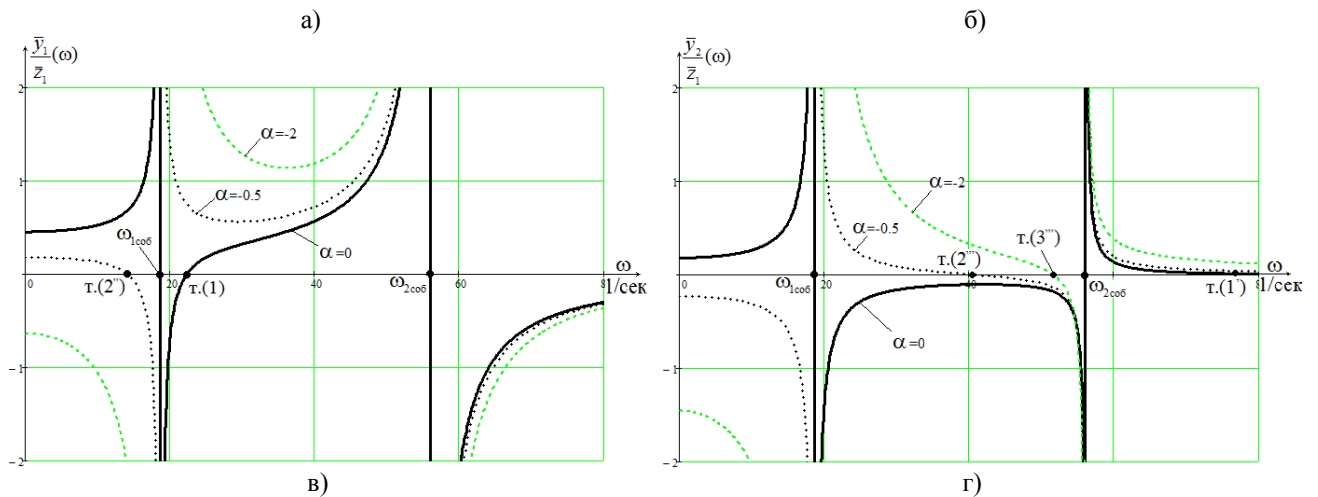 а) б)
y̅₁/z̅₁ (ω)
2
1
-1
-2
0
20
40
60
8
α=-2
α=-0.5
α=0
ω₁соб
ω₂соб
т.(2')
т.(1)
ω
1/сек
y̅₂/z̅₁ (ω)
2
1
-1
-2
0
20
40
8
α=-2
α=-0.5
α=0
т.(2''')
т.(3''')
ω₁соб
ω₂соб
т.(1')
ω
1/сек
в) г)